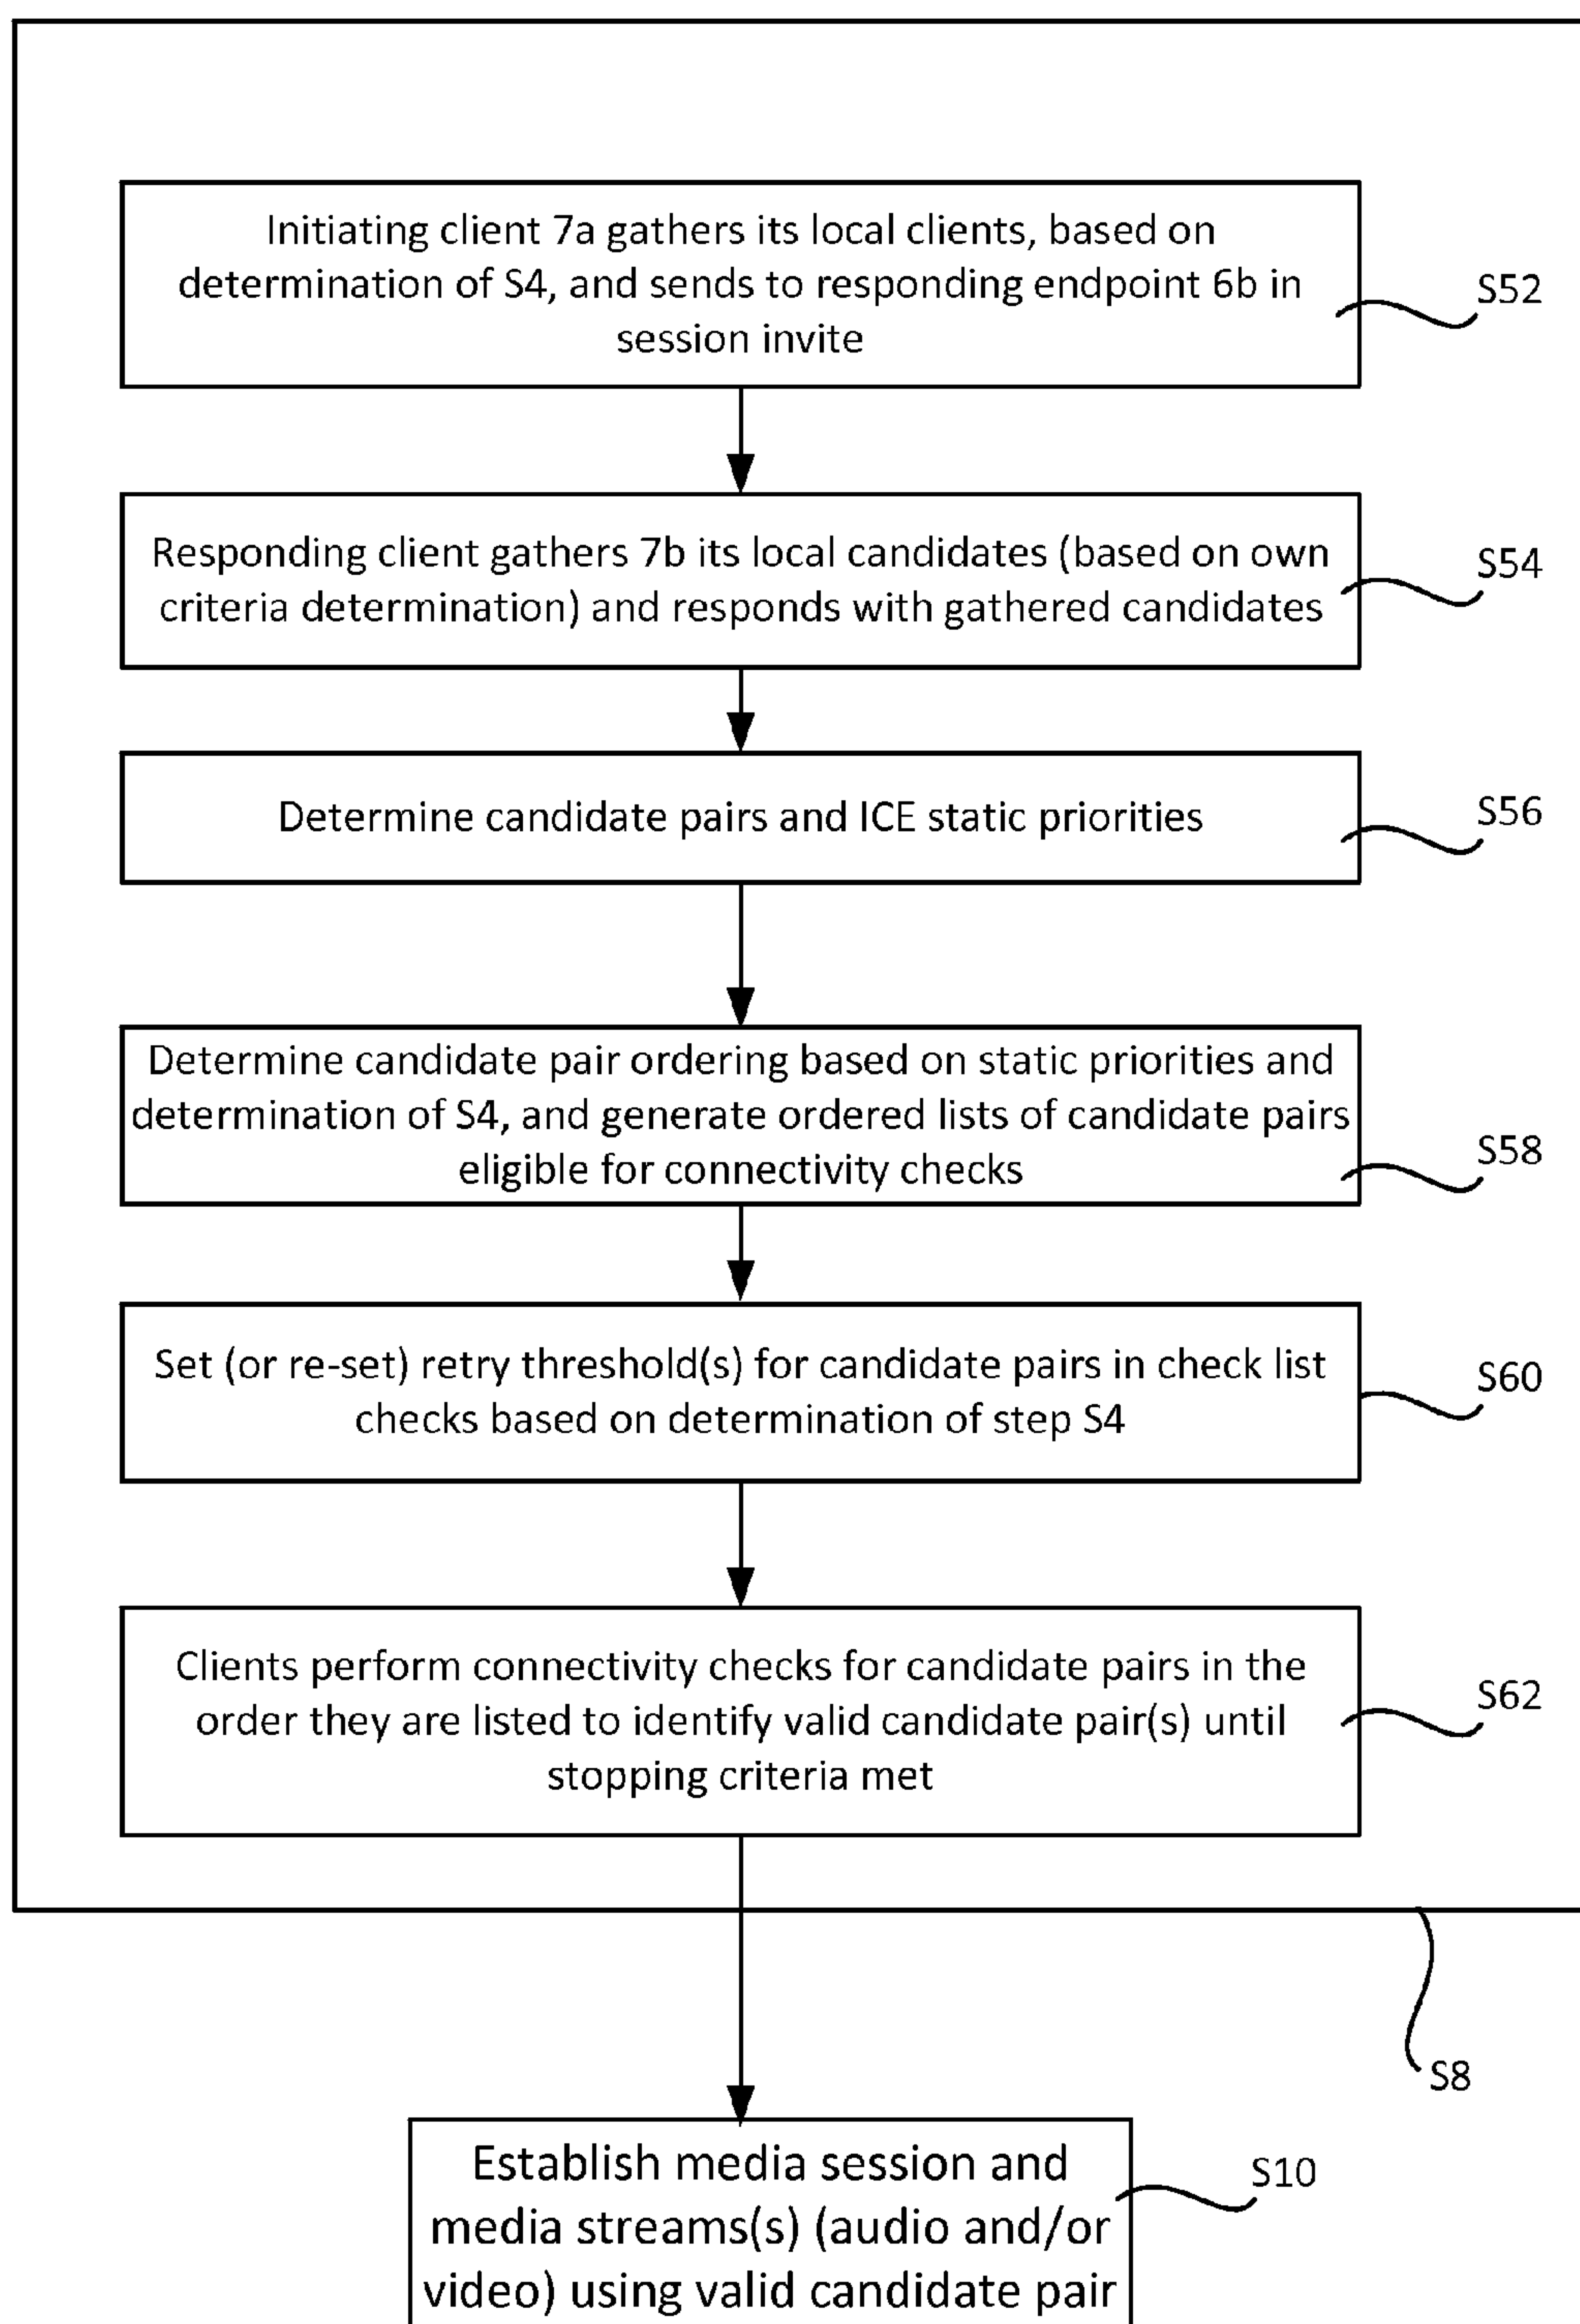 Initiating client 7a gathers its local clients, based on
determination of S4, and sends to responding endpoint 6b in
session invite
S52
Responding client gathers 7b its local candidates (based on own
criteria determination) and responds with gathered candidates
S54
Determine candidate pairs and ICE static priorities
S56
Determine candidate pair ordering based on static priorities and
determination of S4, and generate ordered lists of candidate pairs
eligible for connectivity checks
S58
Set (or re-set) retry threshold(s) for candidate pairs in check list
checks based on determination of step S4
S60
Clients perform connectivity checks for candidate pairs in the
order they are listed to identify valid candidate pair(s) until
stopping criteria met
S62
S8
Establish media session and
media streams(s) (audio and/or
video) using valid candidate pair
S10